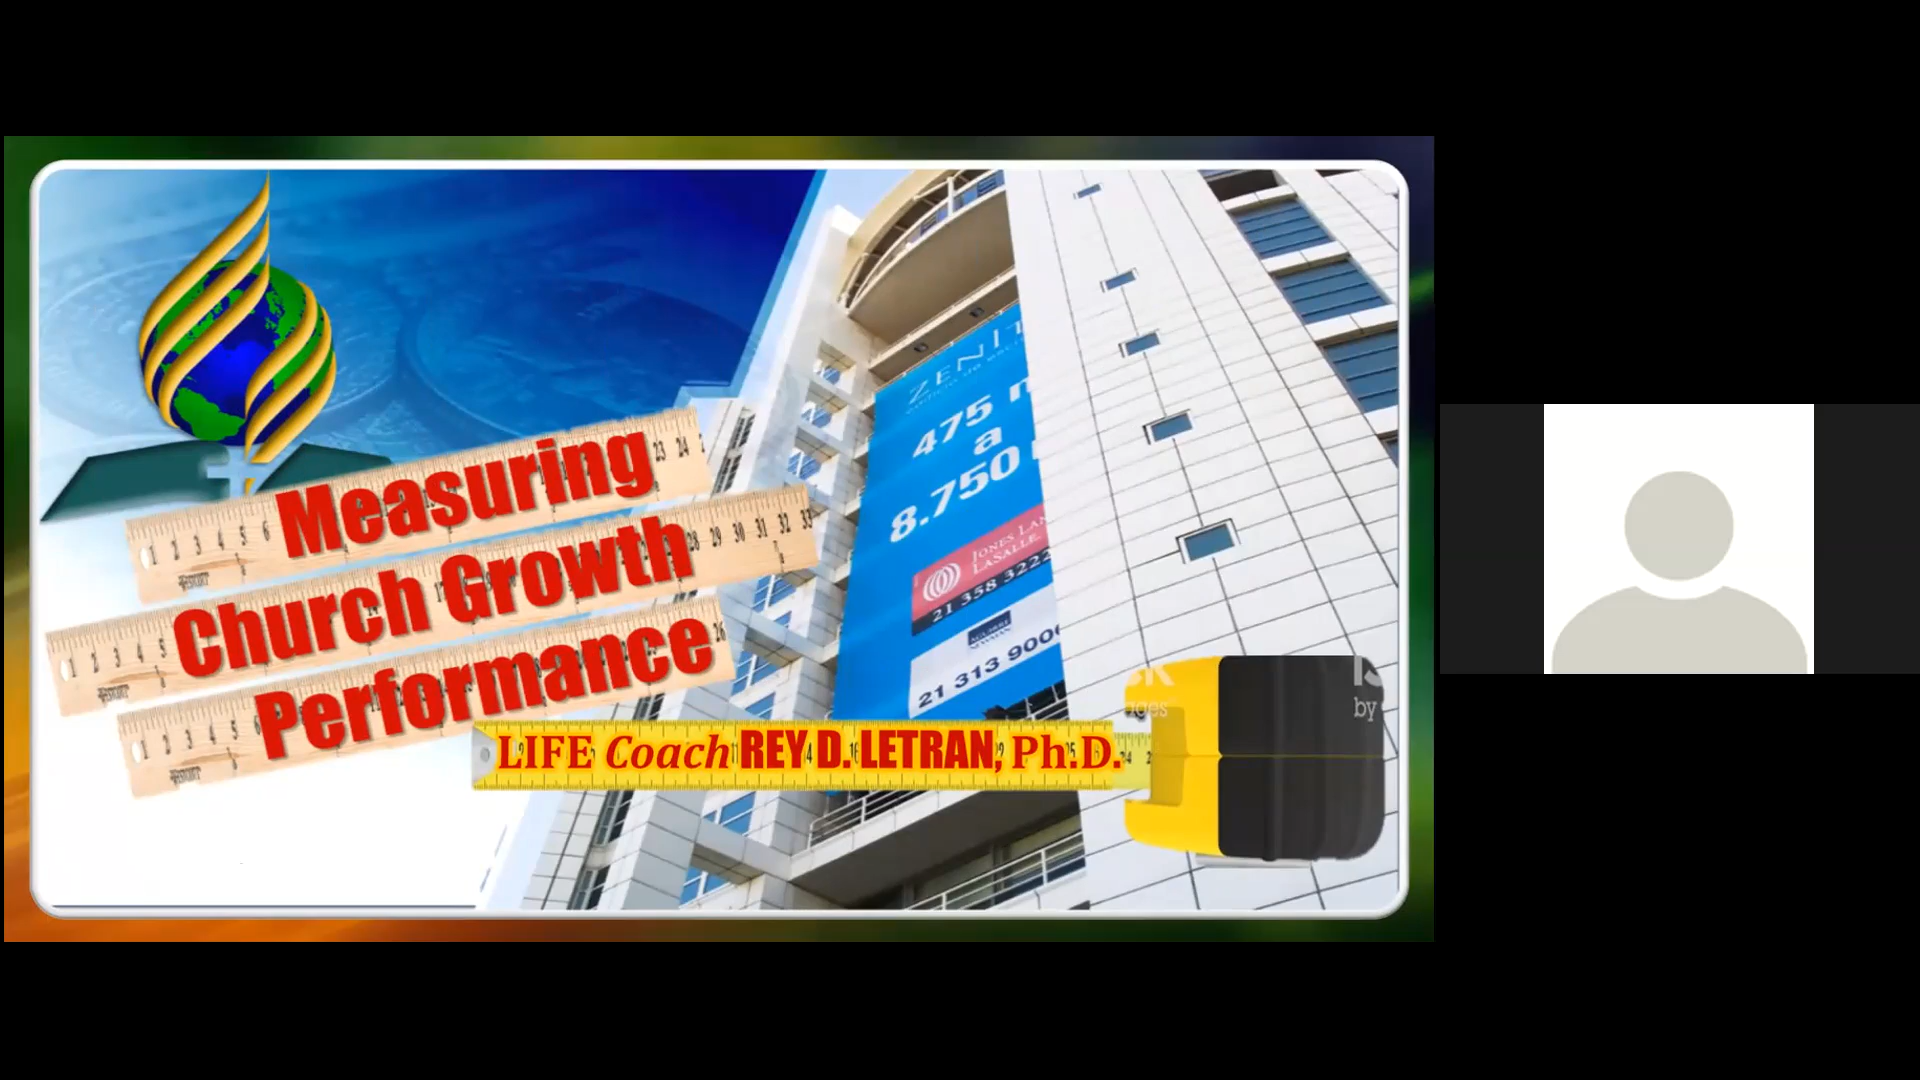 Measuring
Church Growth
Performance
LIFE Coach REY D. LETRAN, Ph.D.
475
a
8.750
JONES LAN
LASALLE
21 358 3222
21 313 900
by